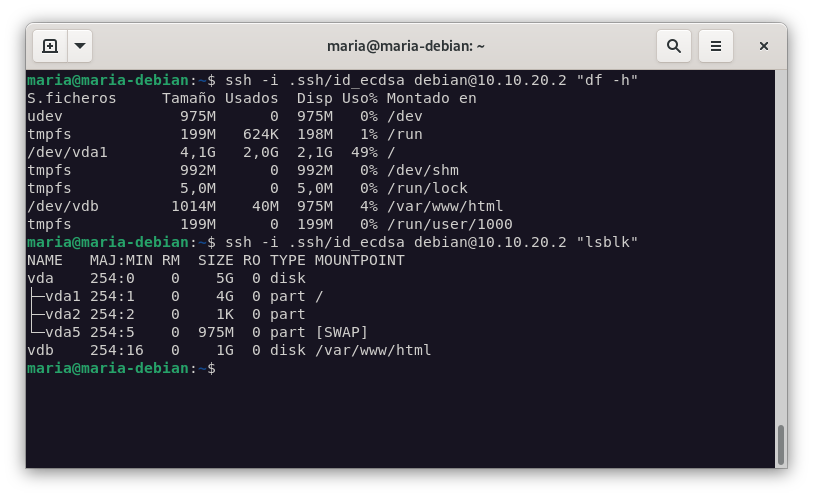 maria@maria-debian: ~
maria@maria-debian:~$ ssh -i .ssh/id_ecdsa debian@10.10.20.2 "df -h"
S.ficheros     Tamaño Usados  Disp Uso% Montado en
udev             975M      0  975M   0% /dev
tmpfs            199M   624K  198M   1% /run
/dev/vda1        4,1G   2,0G  2,1G  49% /
tmpfs            992M      0  992M   0% /dev/shm
tmpfs            5,0M      0  5,0M   0% /run/lock
/dev/vdb        1014M    40M  975M   4% /var/www/html
tmpfs            199M      0  199M   0% /run/user/1000
maria@maria-debian:~$ ssh -i .ssh/id_ecdsa debian@10.10.20.2 "lsblk"
NAME   MAJ:MIN RM  SIZE RO TYPE MOUNTPOINT
vda    254:0    0    5G  0 disk
├─vda1 254:1    0    4G  0 part /
├─vda2 254:2    0    1K  0 part
└─vda5 254:5    0  975M  0 part [SWAP]
vdb    254:16   0    1G  0 disk /var/www/html
maria@maria-debian:~$